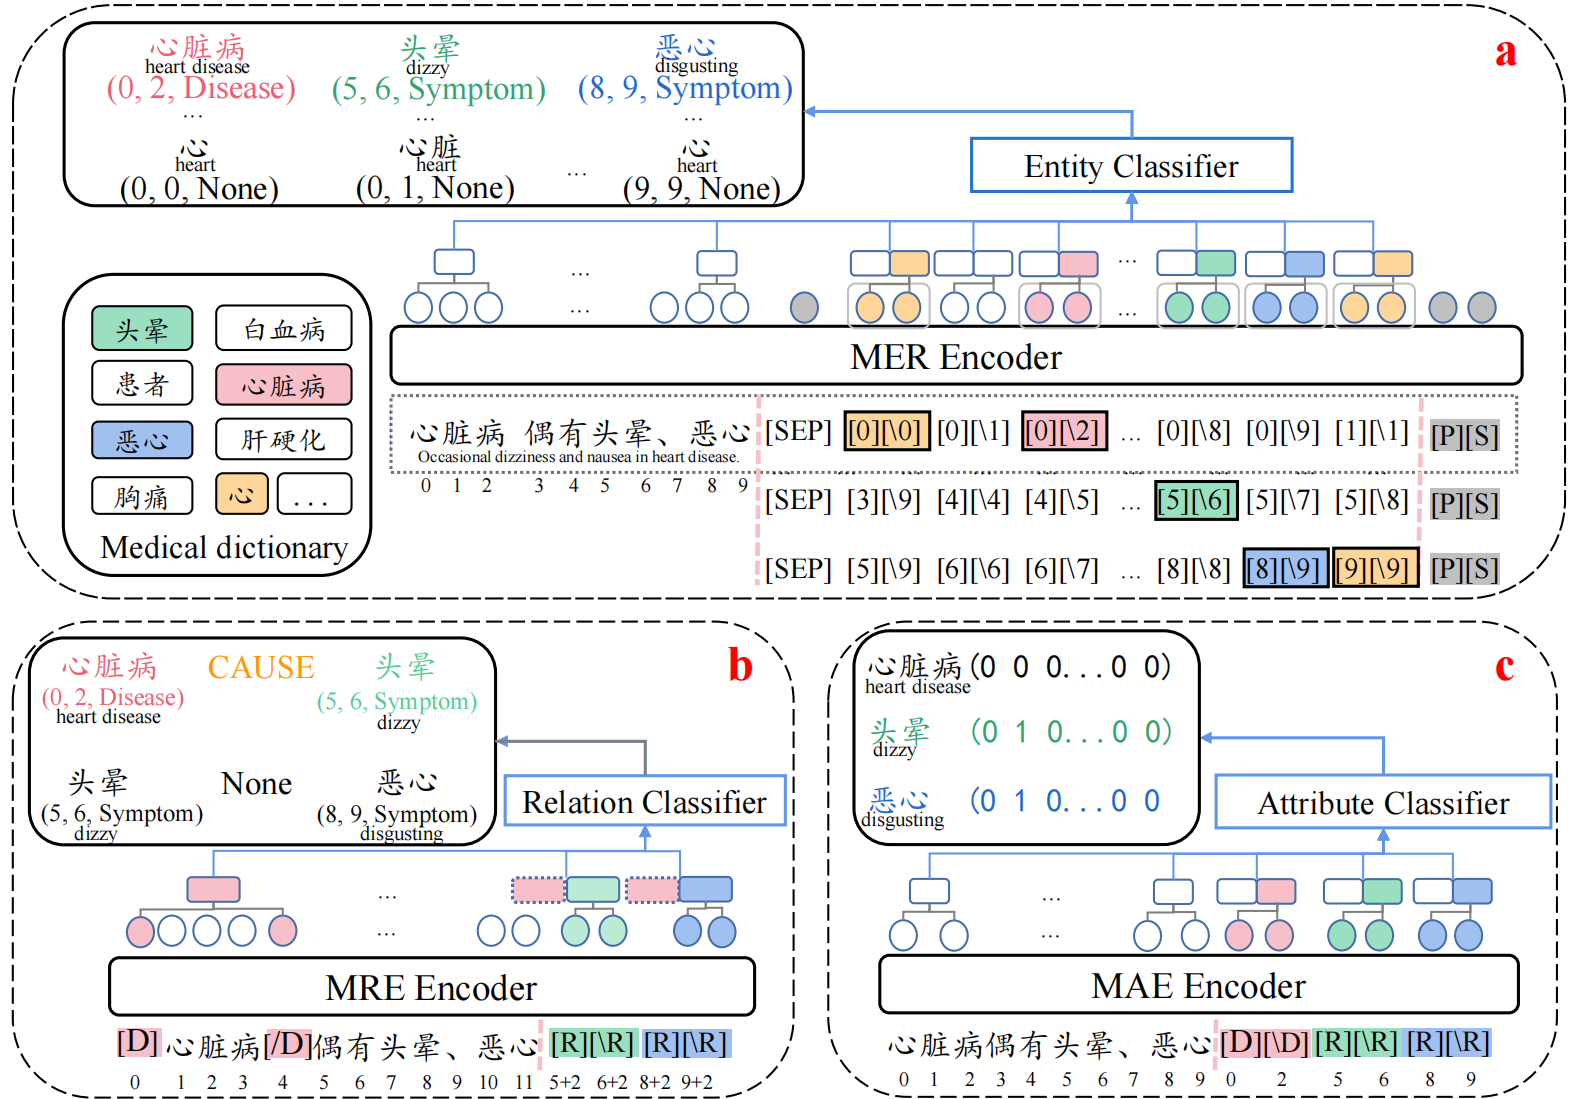 a
心脏病 头晕 恶心
heart disease dizzy disgusting
(0, 2, Disease) (5, 6, Symptom) (8, 9, Symptom)
... ... ...
心 心脏 心
heart heart heart
(0, 0, None) (0, 1, None) ... (9, 9, None)
Entity Classifier
... ...
... ...
MER Encoder
头晕 白血病
患者 心脏病
恶心 肝硬化
胸痛 心 ...
Medical dictionary
心脏病 偶有头晕、恶心 [SEP] [0][\0] [0][\1] [0][\2] ... [0][\8] [0][\9] [1][\1] [P][S]
Occasional dizziness and nausea in heart disease.
... ... ... ... ... ...
0 1 2 3 4 5 6 7 8 9
[SEP] [3][\9] [4][\4] [4][\5] ... [5][\6] [5][\7] [5][\8] [P][S]
[SEP] [5][\9] [6][\6] [6][\7] ... [8][\8] [8][\9] [9][\9] [P][S]
b
心脏病 CAUSE 头晕
(0, 2, Disease) (5, 6, Symptom)
heart disease dizzy
头晕 None 恶心
(5, 6, Symptom) (8, 9, Symptom)
dizzy disgusting
Relation Classifier
...
...
MRE Encoder
[D] 心脏病[/D]偶有头晕、恶心 [R][\R] [R][\R]
0 1 2 3 4 5 6 7 8 9 10 11 5+2 6+2 8+2 9+2
c
心脏病(0 0 0...0 0)
heart disease
头晕 (0 1 0...0 0)
dizzy
恶心 (0 1 0...0 0
disgusting
Attribute Classifier
...
...
MAE Encoder
心脏病偶有头晕、恶心 [D][\D] [R][\R] [R][\R]
0 1 2 3 4 5 6 7 8 9 0 2 5 6 8 9